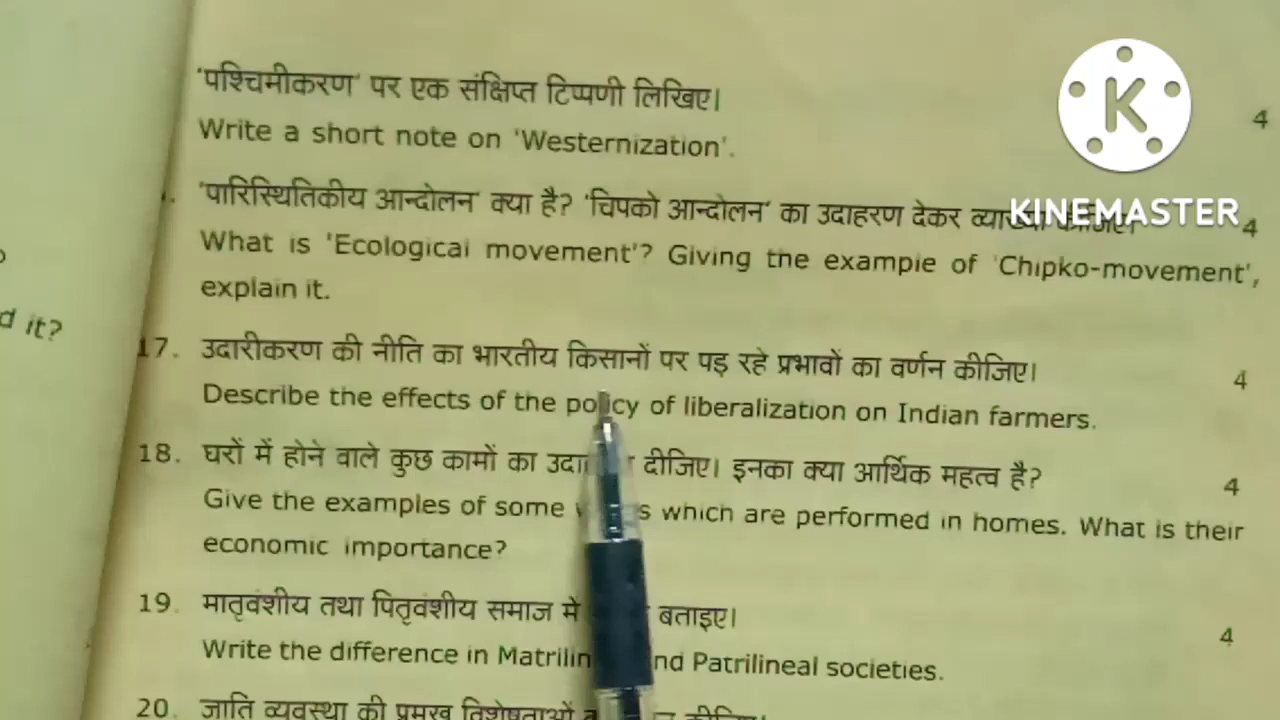 'पश्चिमीकरण' पर एक संक्षिप्त टिप्पणी लिखिए।
4
Write a short note on 'Westernization'.
'पारिस्थितिकीय आन्दोलन' क्या है? 'चिपको आन्दोलन' का उदाहरण देकर
4
What is 'Ecological movement'? Giving the example of 'Chipko-movement',
explain it.
d it?
17. उदारीकरण की नीति का भारतीय किसानों पर पड़ रहे प्रभावों का वर्णन कीजिए।
4
Describe the effects of the policy of liberalization on Indian farmers.
18. घरों में होने वाले कुछ कामों का दीजिए। इनका क्या आर्थिक महत्व है?
4
Give the examples of some which are performed in homes. What is their
economic importance?
19. मातृवंशीय तथा पितृवंशीय समाज में बताइए।
4
Write the difference in Patrilineal societies.
20. जाति व्यवस्था की प्रमुख विशेषताओं
K
KINEMASTER